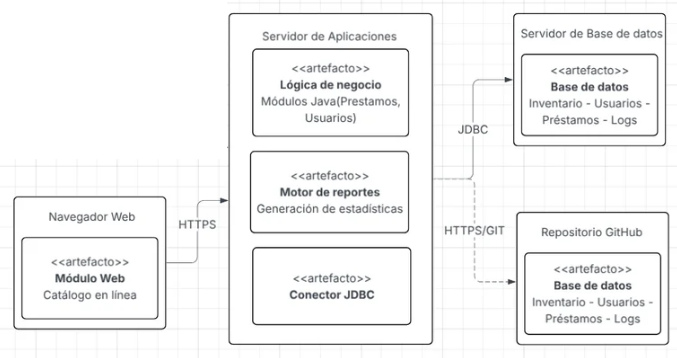 Navegador Web
<<artefacto>>
Módulo Web
Catálogo en línea
HTTPS
Servidor de Aplicaciones
<<artefacto>>
Lógica de negocio
Módulos Java(Prestamos,
Usuarios)
<<artefacto>>
Motor de reportes
Generación de estadísticas
<<artefacto>>
Conector JDBC
JDBC
HTTPS/GIT
Servidor de Base de datos
<<artefacto>>
Base de datos
Inventario - Usuarios -
Préstamos - Logs
Repositorio GitHub
<<artefacto>>
Base de datos
Inventario - Usuarios -
Préstamos - Logs